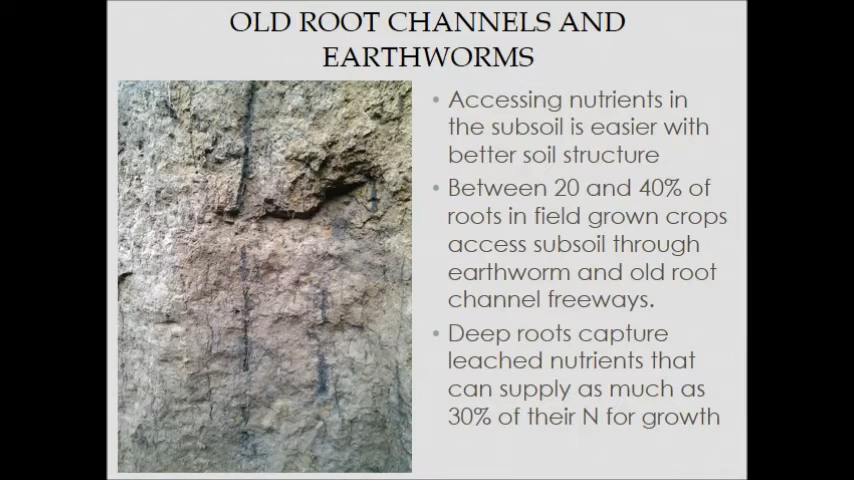 OLD ROOT CHANNELS AND
EARTHWORMS
• Accessing nutrients in
the subsoil is easier with
better soil structure
• Between 20 and 40% of
roots in field grown crops
access subsoil through
earthworm and old root
channel freeways.
• Deep roots capture
leached nutrients that
can supply as much as
30% of their N for growth